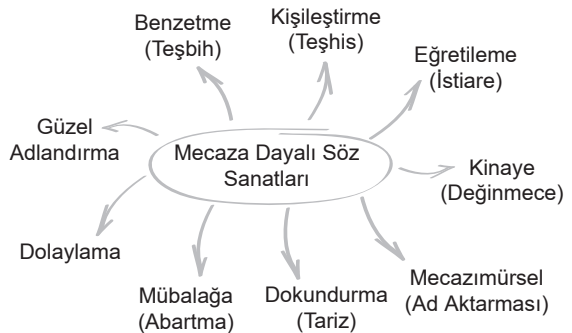 Benzetme
(Teşbih)
Kişileştirme
(Teşhis)
Eğretileme
(İstiare)
Güzel
Adlandırma
Mecaza Dayalı Söz
Sanatları
Kinaye
(Değinmece)
Dolaylama
Mübalağa
(Abartma)
Dokundurma
(Tariz)
Mecazımürsel
(Ad Aktarması)